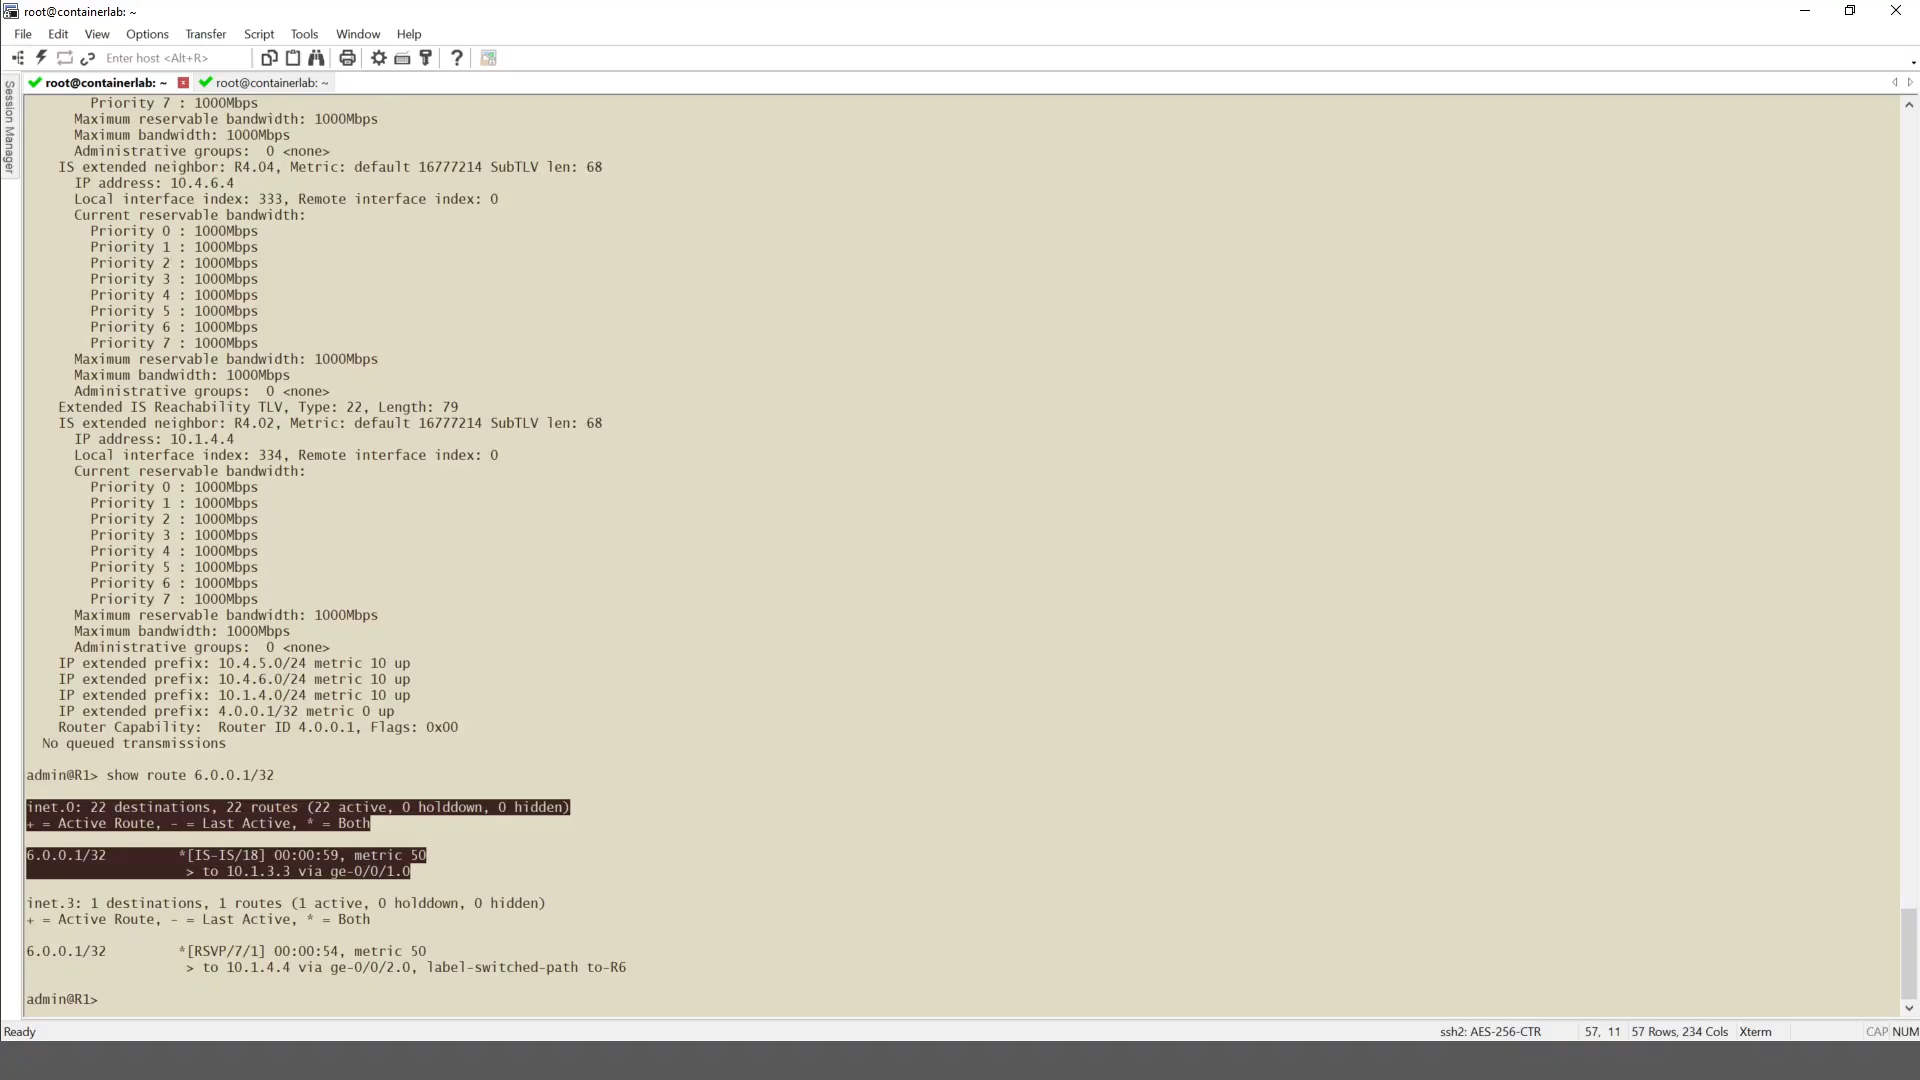 root@containerlab: ~
File Edit View Options Transfer Script Tools Window Help
Enter host <Alt+R>
root@containerlab: ~ root@containerlab: ~
Session Manager
Priority 7 : 1000Mbps
Maximum reservable bandwidth: 1000Mbps
Maximum bandwidth: 1000Mbps
Administrative groups:  0 <none>
IS extended neighbor: R4.04, Metric: default 16777214 SubTLV len: 68
IP address: 10.4.6.4
Local interface index: 333, Remote interface index: 0
Current reservable bandwidth:
Priority 0 : 1000Mbps
Priority 1 : 1000Mbps
Priority 2 : 1000Mbps
Priority 3 : 1000Mbps
Priority 4 : 1000Mbps
Priority 5 : 1000Mbps
Priority 6 : 1000Mbps
Priority 7 : 1000Mbps
Maximum reservable bandwidth: 1000Mbps
Maximum bandwidth: 1000Mbps
Administrative groups:  0 <none>
Extended IS Reachability TLV, Type: 22, Length: 79
IS extended neighbor: R4.02, Metric: default 16777214 SubTLV len: 68
IP address: 10.1.4.4
Local interface index: 334, Remote interface index: 0
Current reservable bandwidth:
Priority 0 : 1000Mbps
Priority 1 : 1000Mbps
Priority 2 : 1000Mbps
Priority 3 : 1000Mbps
Priority 4 : 1000Mbps
Priority 5 : 1000Mbps
Priority 6 : 1000Mbps
Priority 7 : 1000Mbps
Maximum reservable bandwidth: 1000Mbps
Maximum bandwidth: 1000Mbps
Administrative groups:  0 <none>
IP extended prefix: 10.4.5.0/24 metric 10 up
IP extended prefix: 10.4.6.0/24 metric 10 up
IP extended prefix: 10.1.4.0/24 metric 10 up
IP extended prefix: 4.0.0.1/32 metric 0 up
Router Capability:  Router ID 4.0.0.1, Flags: 0x00
No queued transmissions
admin@R1> show route 6.0.0.1/32
inet.0: 22 destinations, 22 routes (22 active, 0 holddown, 0 hidden)
+ = Active Route, - = Last Active, * = Both
6.0.0.1/32         *[IS-IS/18] 00:00:59, metric 50
> to 10.1.3.3 via ge-0/0/1.0
inet.3: 1 destinations, 1 routes (1 active, 0 holddown, 0 hidden)
+ = Active Route, - = Last Active, * = Both
6.0.0.1/32         *[RSVP/7/1] 00:00:54, metric 50
> to 10.1.4.4 via ge-0/0/2.0, label-switched-path to-R6
admin@R1>
Ready ssh2: AES-256-CTR 57, 11 57 Rows, 234 Cols Xterm CAP NUM